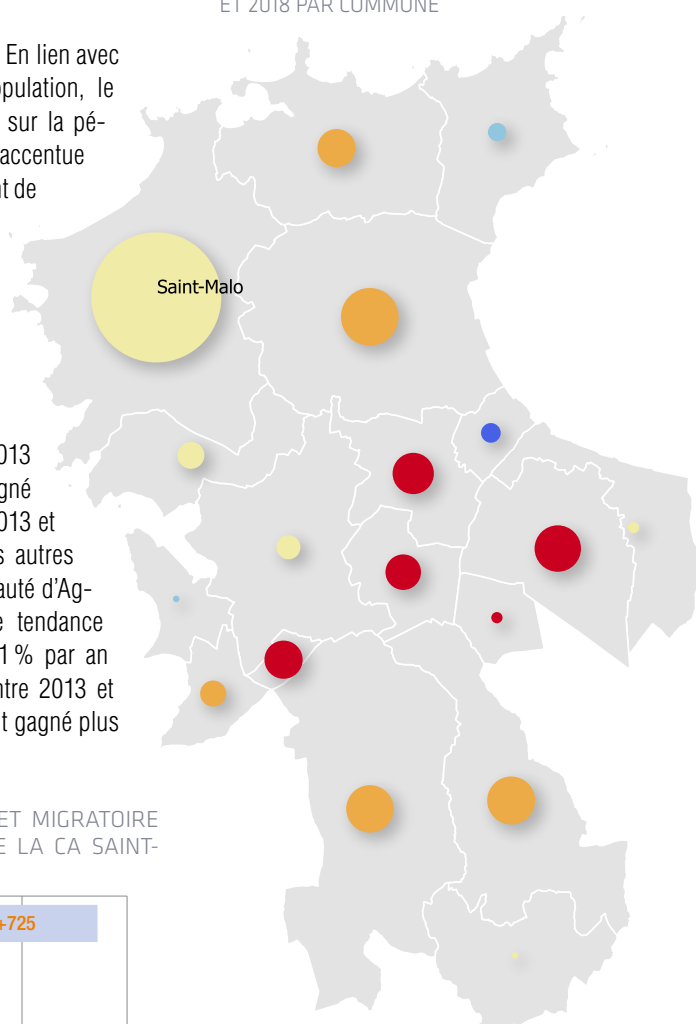 ET 2018 PAR COMMUNE
En lien avec
pulation, le
sur la pé-
accentue
t de
Saint-Malo
013
gné
013 et
s autres
auté d'Ag-
e tendance
1 % par an
ntre 2013 et
t gagné plus
ET MIGRATOIRE
E LA CA SAINT-
+725